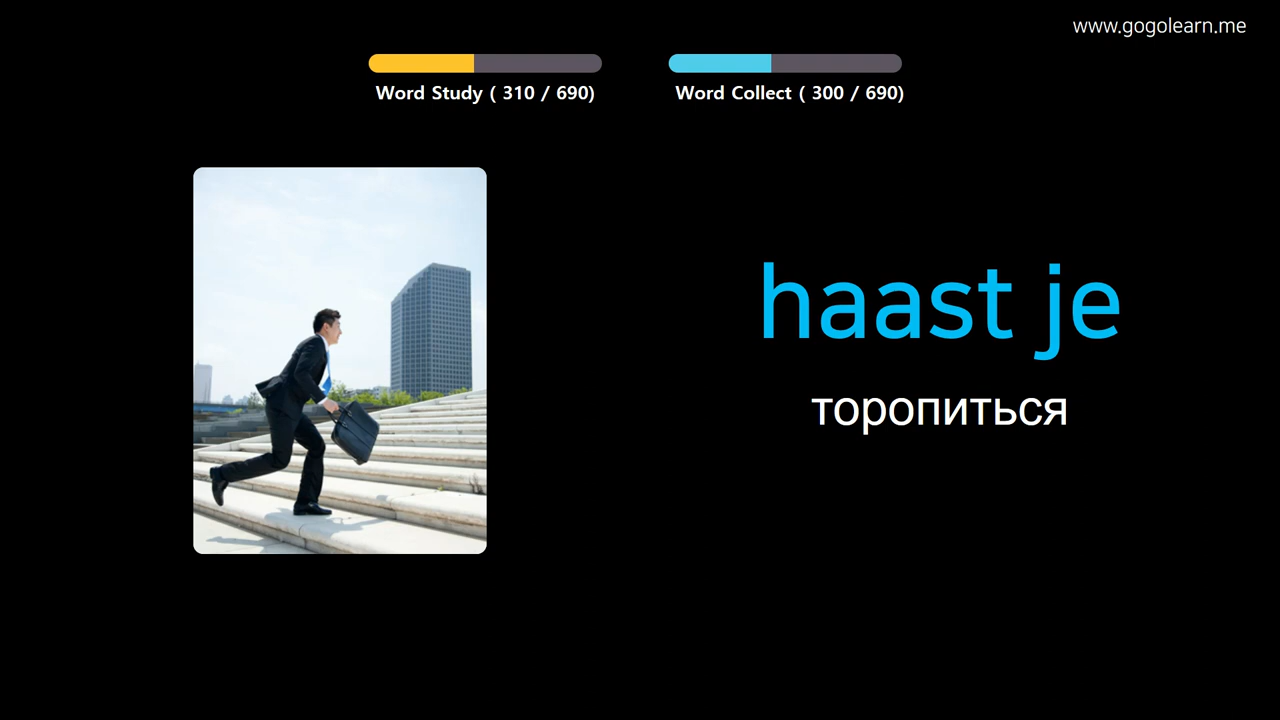 www.gogolearn.me
Word Study ( 310 / 690)
Word Collect ( 300 / 690)
haast je
торопиться